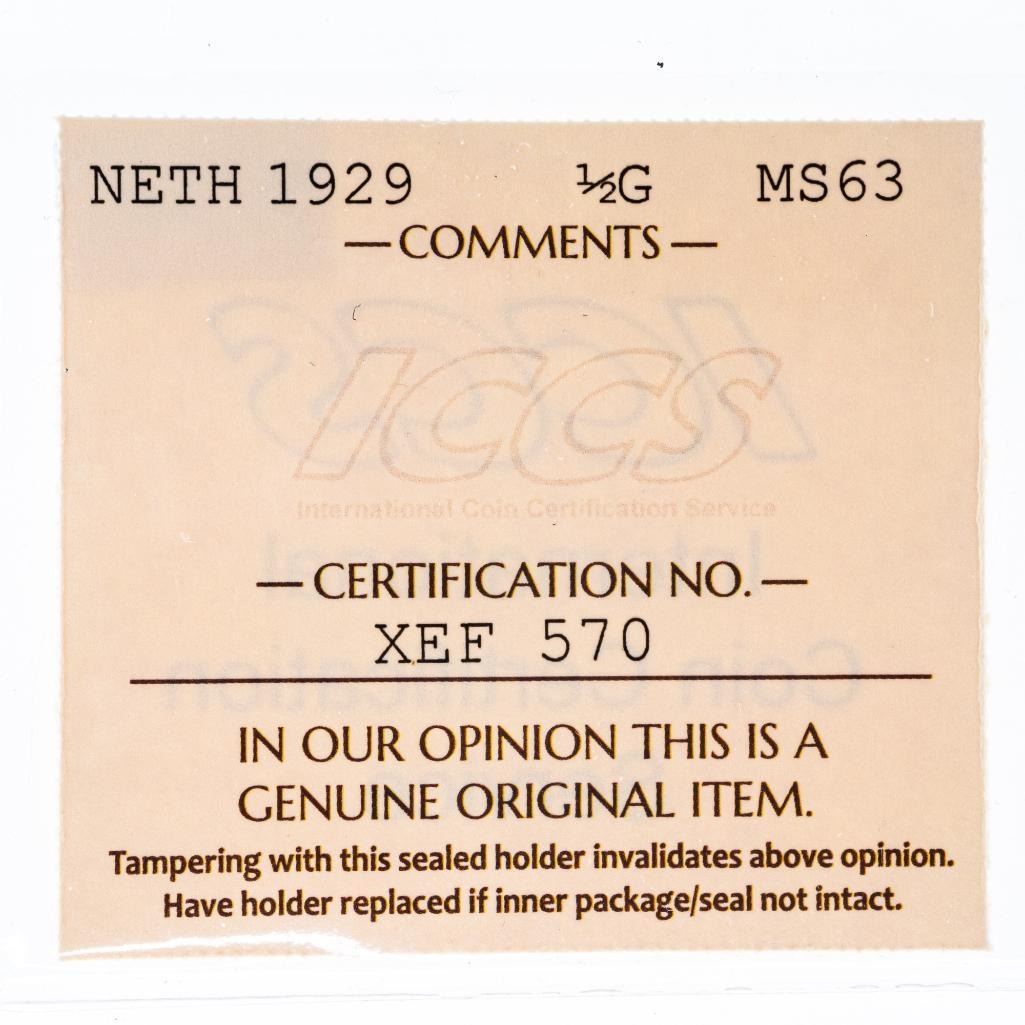 NETH 1929 ½G MS63
—COMMENTS—
ICCS
International Coin Certification Service
—CERTIFICATION NO.—
XEF 570
IN OUR OPINION THIS IS A
GENUINE ORIGINAL ITEM.
Tampering with this sealed holder invalidates above opinion.
Have holder replaced if inner package/seal not intact.